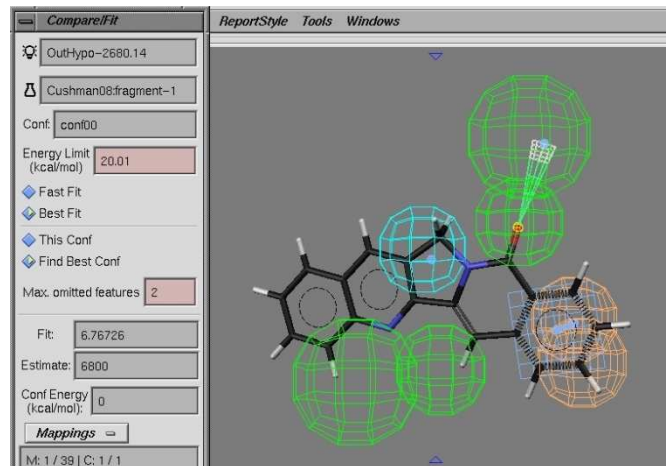 Compare/Fit
ReportStyle Tools Windows
OutHypo-2680.14
Cushman08:fragment-1
Conf: conf00
Energy Limit
(kcal/mol) 20.01
Fast Fit
Best Fit
This Conf
Find Best Conf
Max. omitted features 2
Fit: 6.76726
Estimate: 6800
Conf Energy
(kcal/mol): 0
Mappings
M: 1 / 39 | C: 1 / 1